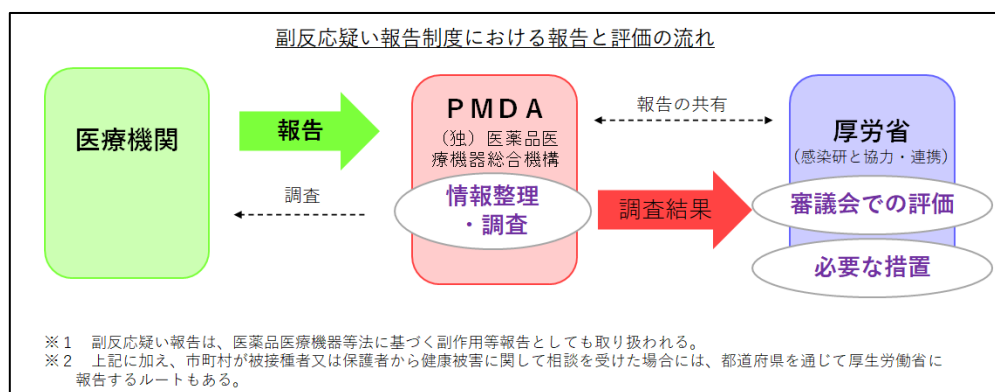 副反応疑い報告制度における報告と評価の流れ
医療機関
報告
調査
ＰＭＤＡ
（独）医薬品医
療機器総合機構
情報整理
・調査
報告の共有
調査結果
厚労省
(感染研と協力・連携)
審議会での評価
必要な措置
※１　副反応疑い報告は、医薬品医療機器等法に基づく副作用等報告としても取り扱われる。
※２　上記に加え、市町村が被接種者又は保護者から健康被害に関して相談を受けた場合には、都道府県を通じて厚生労働省に
報告するルートもある。